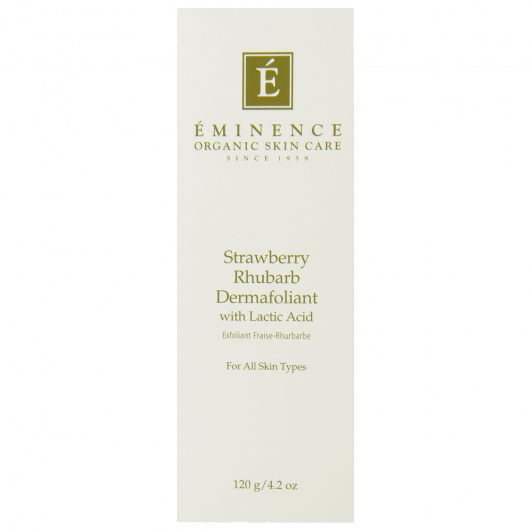 É
ÉMINENCE
ORGANIC SKIN CARE
SINCE 1958
Strawberry
Rhubarb
Dermafoliant
with Lactic Acid
Exfoliant Fraise-Rhurbarbe
For All Skin Types
120 g/4.2 oz